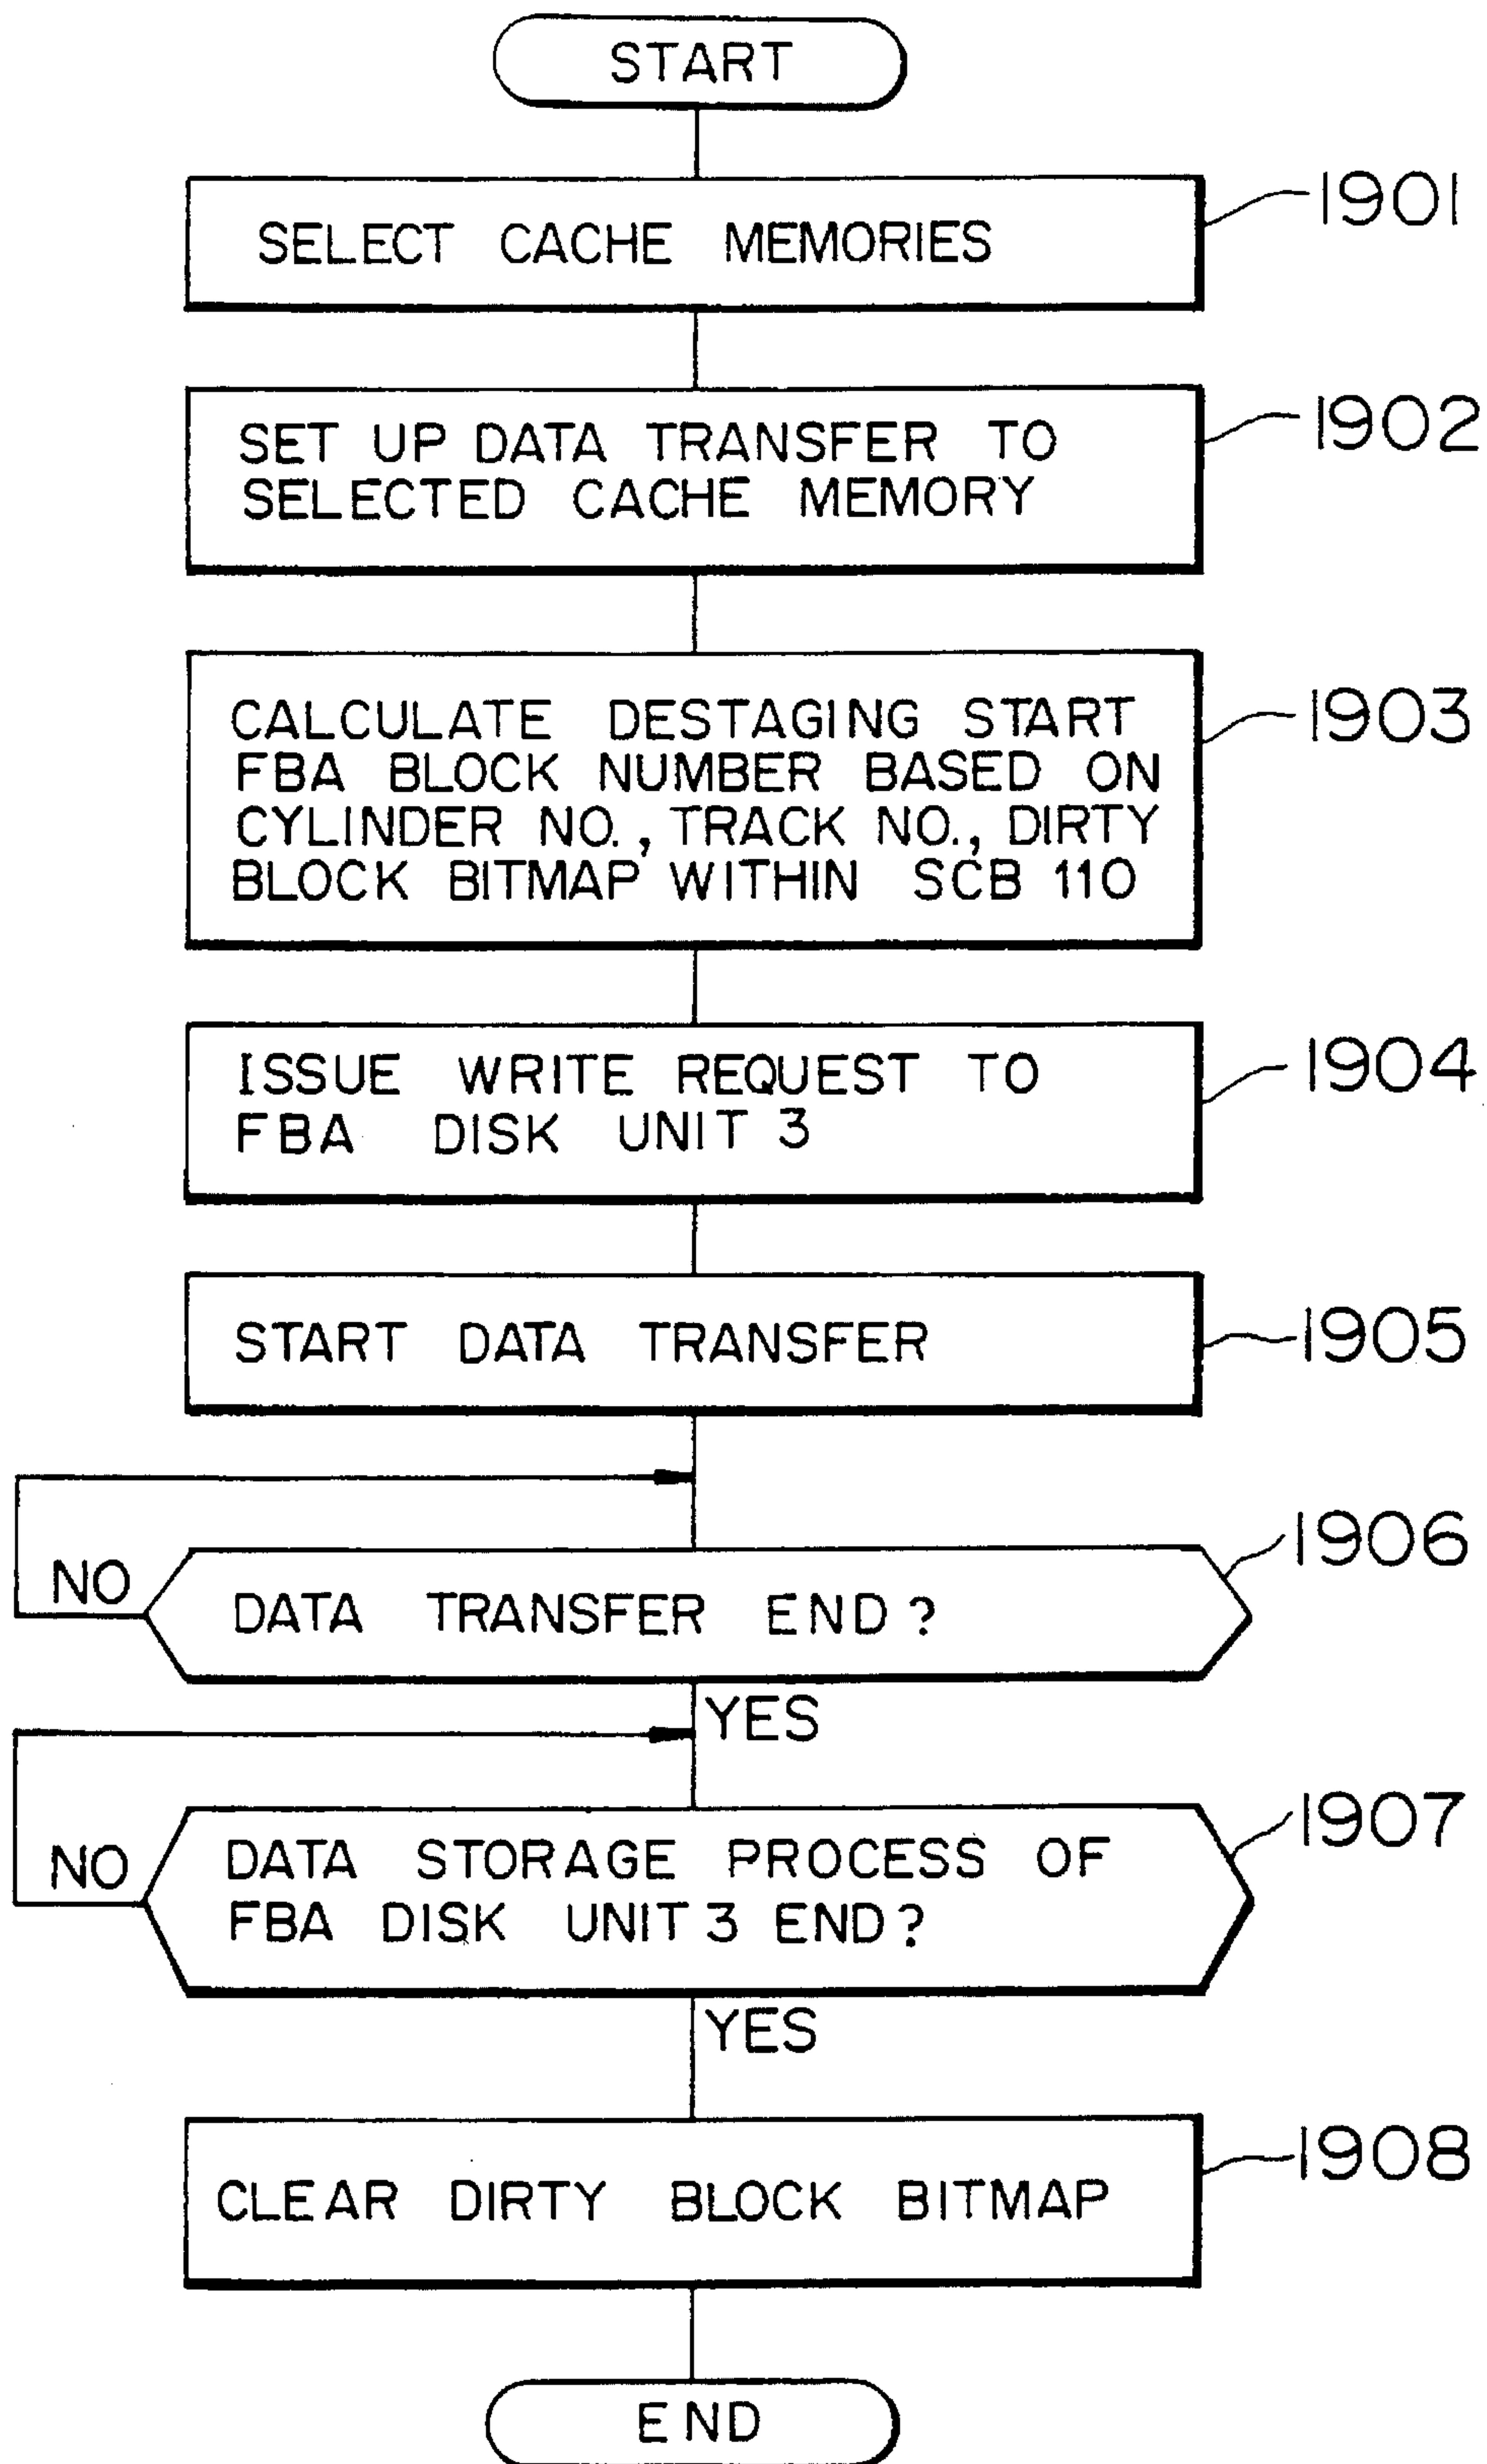 START
SELECT CACHE MEMORIES
1901
SET UP DATA TRANSFER TO
SELECTED CACHE MEMORY
1902
CALCULATE DESTAGING START
FBA BLOCK NUMBER BASED ON
CYLINDER NO., TRACK NO., DIRTY
BLOCK BITMAP WITHIN SCB 110
1903
ISSUE WRITE REQUEST TO
FBA DISK UNIT 3
1904
START DATA TRANSFER
1905
NO
DATA TRANSFER END?
1906
YES
NO
DATA STORAGE PROCESS OF
FBA DISK UNIT 3 END?
1907
YES
CLEAR DIRTY BLOCK BITMAP
1908
END